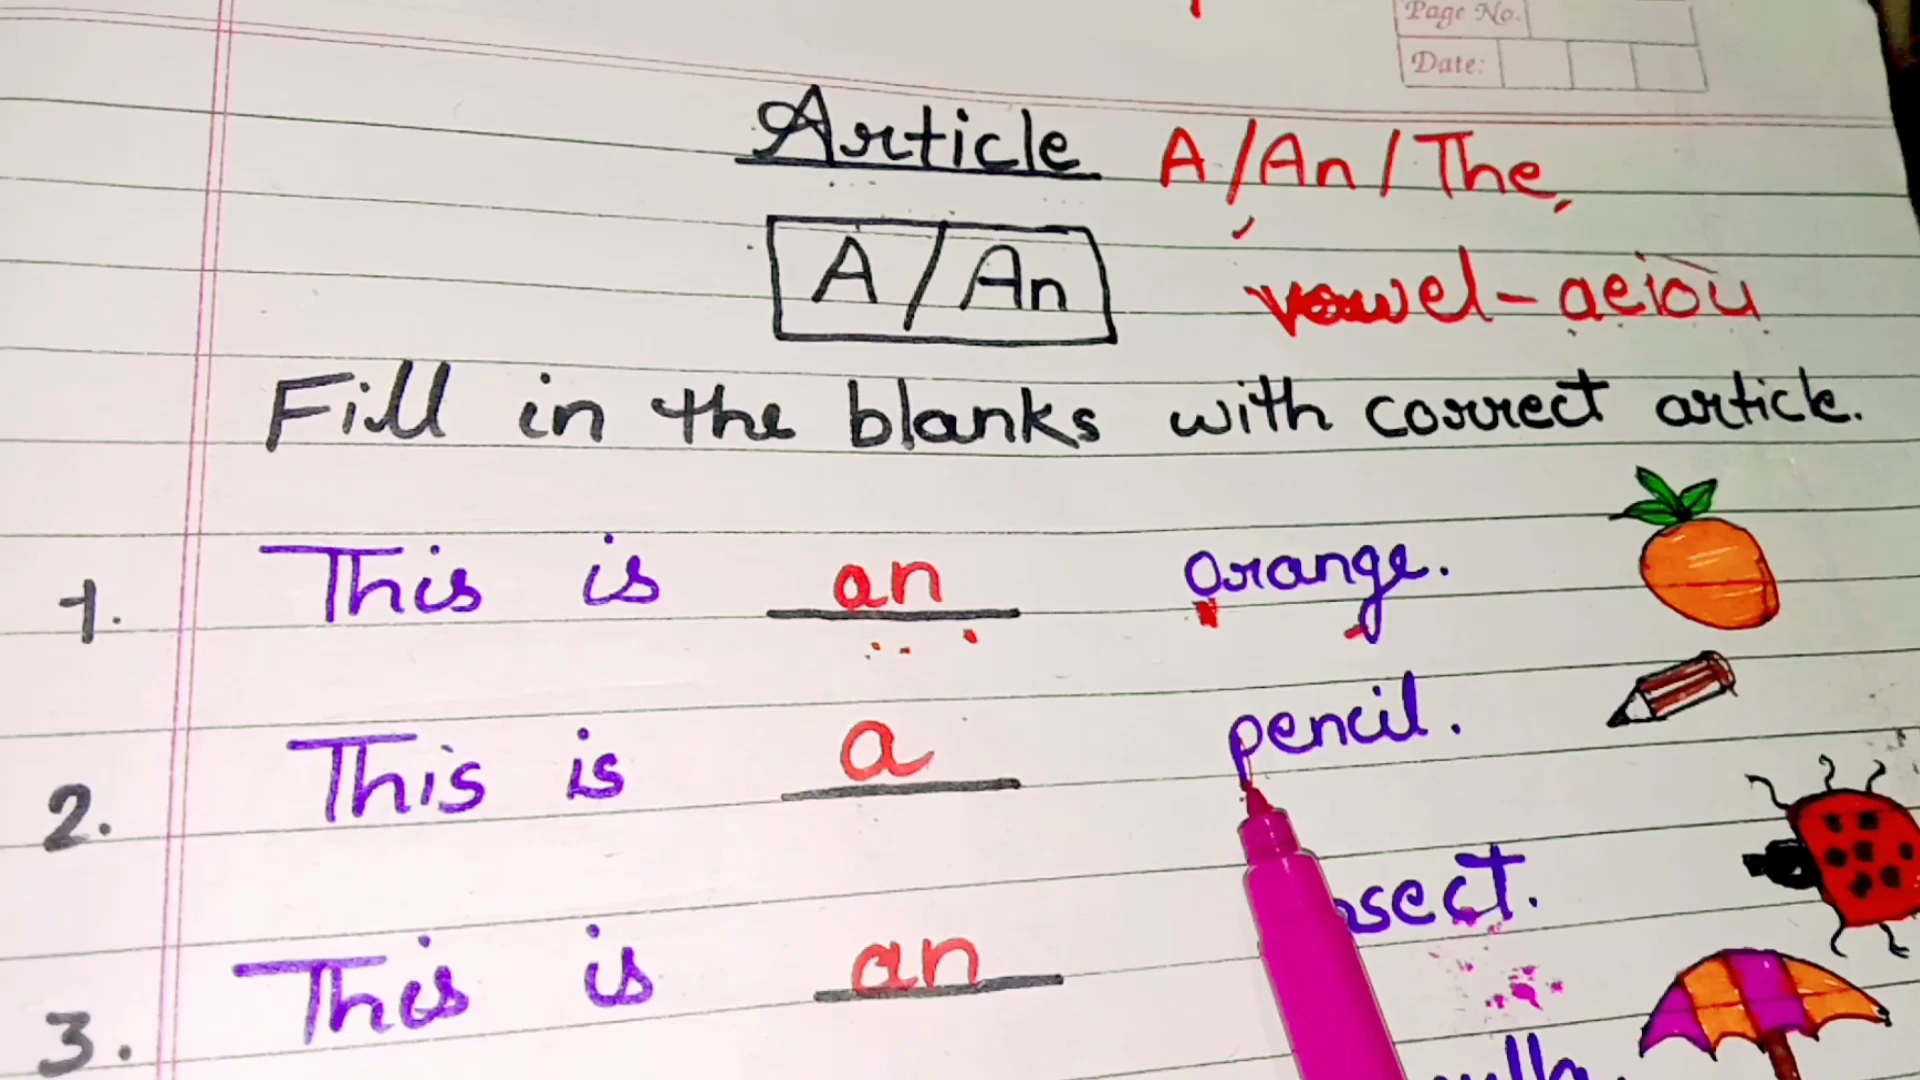 Page No.
Date:
Article A/An/The,
A/An
vowel-aeiou
Fill in the blanks with correct article.
1. This is an orange.
2. This is a pencil.
3. This is an